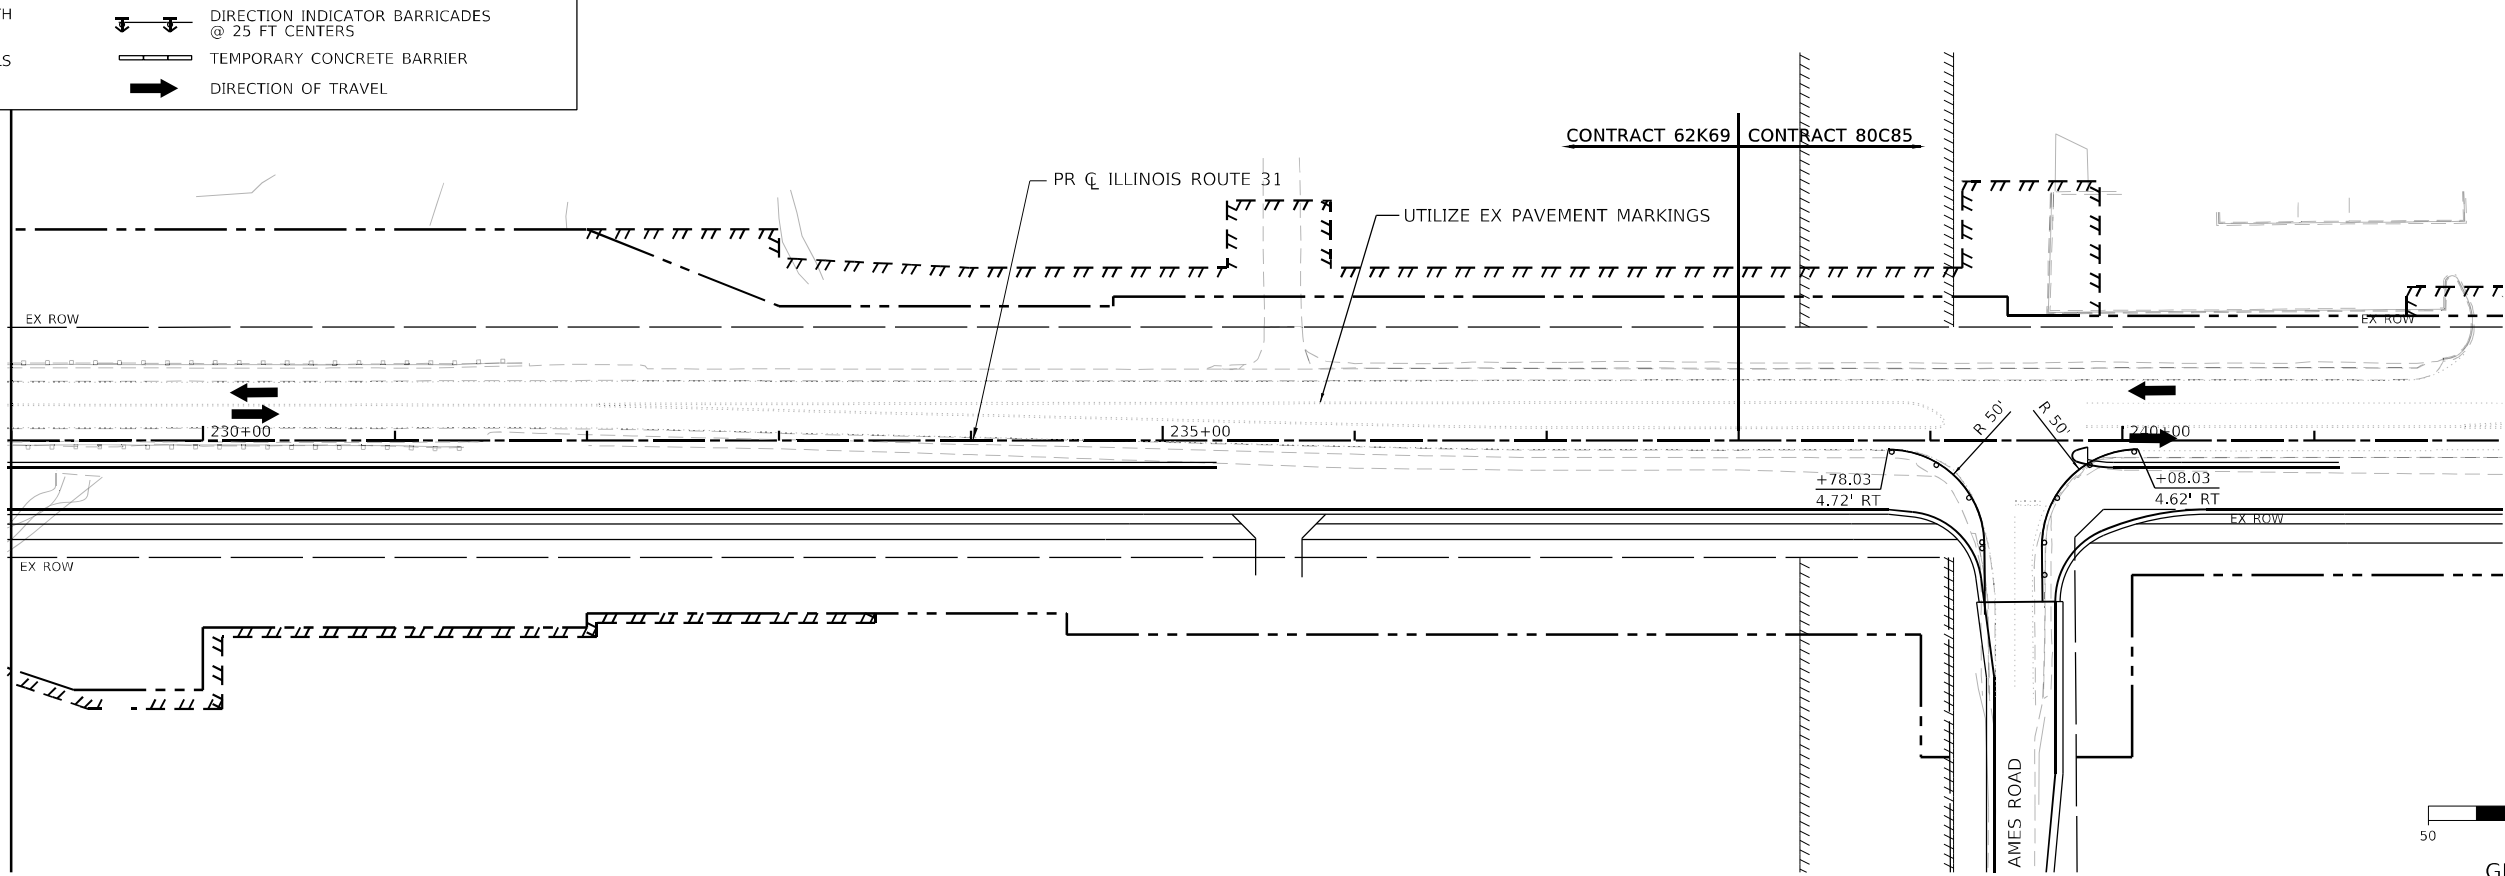 DIRECTION INDICATOR BARRICADES
@ 25 FT CENTERS
TEMPORARY CONCRETE BARRIER
DIRECTION OF TRAVEL
CONTRACT 62K69
CONTRACT 80C85
PR ℄ ILLINOIS ROUTE 31
UTILIZE EX PAVEMENT MARKINGS
EX ROW
EX ROW
R 50'
R 50'
230+00
235+00
240+00
+78.03
4.72' RT
+08.03
4.62' RT
EX ROW
EX ROW
AMES ROAD
50